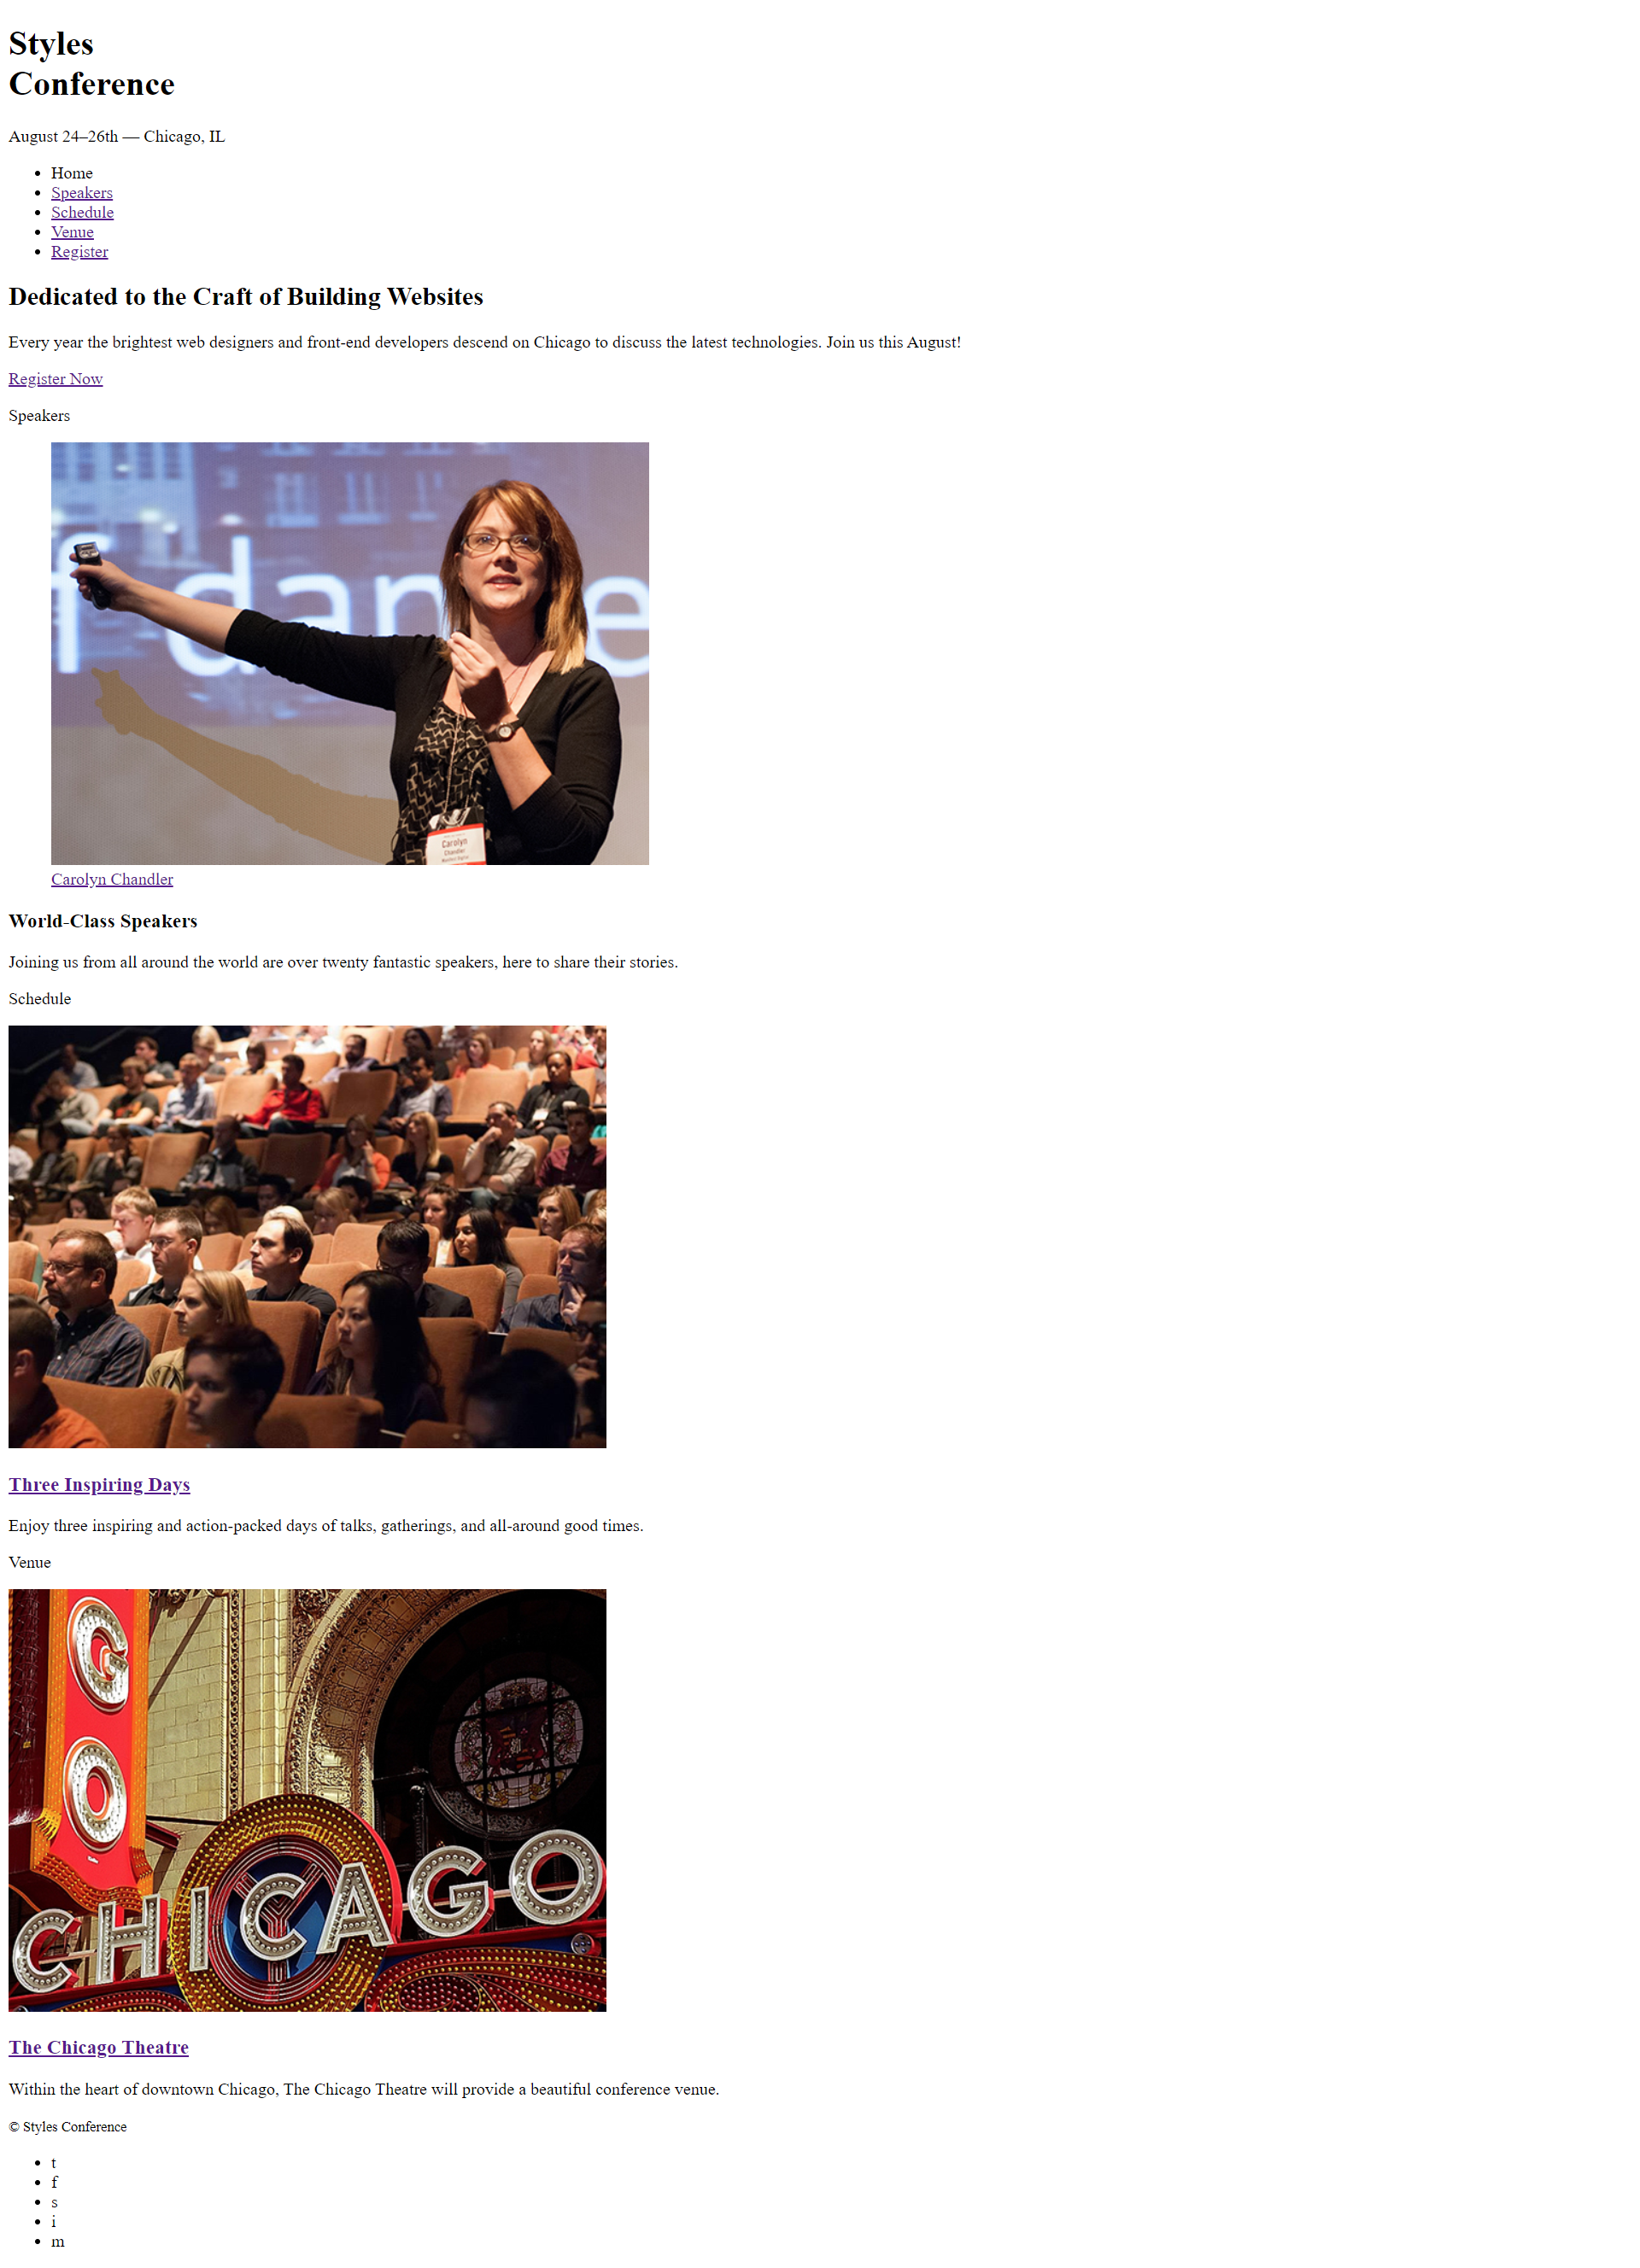 Styles
Conference
August 24–26th — Chicago, IL
Home
Speakers
Schedule
Venue
Register
Dedicated to the Craft of Building Websites
Every year the brightest web designers and front-end developers descend on Chicago to discuss the latest technologies. Join us this August!
Register Now
Speakers
f dan e
Carolyn
Chandler
Carolyn Chandler
World-Class Speakers
Joining us from all around the world are over twenty fantastic speakers, here to share their stories.
Schedule
Three Inspiring Days
Enjoy three inspiring and action-packed days of talks, gatherings, and all-around good times.
Venue
G
O
CHICAGO
The Chicago Theatre
Within the heart of downtown Chicago, The Chicago Theatre will provide a beautiful conference venue.
© Styles Conference
t
f
s
i
m